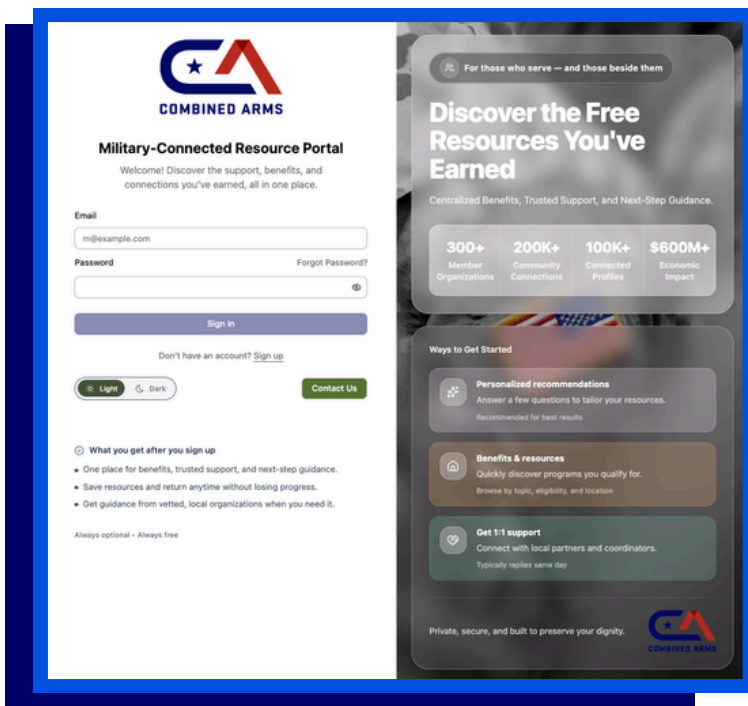 COMBINED ARMS
Military-Connected Resource Portal
Welcome! Discover the support, benefits, and
connections you've earned, all in one place.
Email
m@example.com
Password
Forgot Password?
Sign In
Don't have an account? Sign up
Light
Dark
Contact Us
What you get after you sign up
• One place for benefits, trusted support, and next-step guidance.
• Save resources and return anytime without losing progress.
• Get guidance from vetted, local organizations when you need it.
Always optional • Always free
For those who serve — and those beside them
Discover the Free
Resources You've
Earned
Centralized Benefits, Trusted Support, and Next-Step Guidance.
300+
Member
Organizations
200K+
Community
Connections
100K+
Connected
Profiles
$600M+
Economic
Impact
Ways to Get Started
Personalized recommendations
Answer a few questions to tailor your resources.
Recommended for best results
Benefits & resources
Quickly discover programs you qualify for.
Browse by topic, eligibility, and location
Get 1:1 support
Connect with local partners and coordinators.
Typically replies same day
Private, secure, and built to preserve your dignity.
COMBINED ARMS